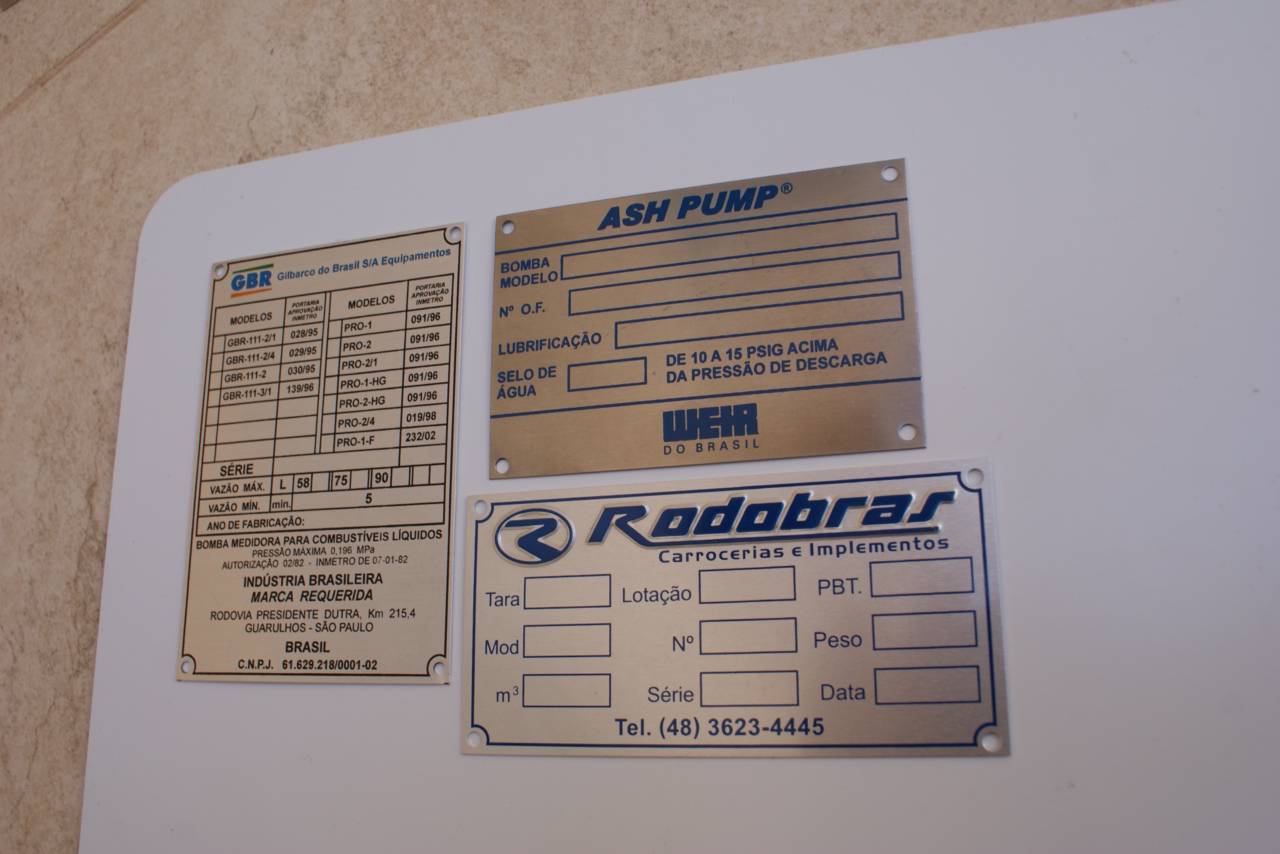 GBR Gilbarco do Brasil S/A Equipamentos
MODELOS PORTARIA APROVAÇÃO INMETRO MODELOS PORTARIA APROVAÇÃO INMETRO
GBR-111-2/1 028/95 PRO-1 091/96
GBR-111-2/4 029/95 PRO-2 091/96
GBR-111-2 030/95 PRO-2/1 091/96
GBR-111-3/1 139/96 PRO-1-HG 091/96
PRO-2-HG 091/96
PRO-2/4 019/98
PRO-1-F 232/02
SÉRIE
VAZÃO MÁX. L 58 75 90
VAZÃO MÍN. min. 5
ANO DE FABRICAÇÃO:
BOMBA MEDIDORA PARA COMBUSTÍVEIS LÍQUIDOS
PRESSÃO MÁXIMA 0,196 MPa
AUTORIZAÇÃO 02/82 - INMETRO DE 07-01-82
INDÚSTRIA BRASILEIRA
MARCA REQUERIDA
RODOVIA PRESIDENTE DUTRA, Km 215,4
GUARULHOS - SÃO PAULO
BRASIL
C.N.P.J. 61.629.218/0001-02
ASH PUMP®
BOMBA
MODELO
Nº O.F.
LUBRIFICAÇÃO
SELO DE
ÁGUA
DE 10 A 15 PSIG ACIMA
DA PRESSÃO DE DESCARGA
WEIR
DO BRASIL
R Rodobras
Carrocerias e Implementos
Tara Lotação PBT.
Mod Nº Peso
m³ Série Data
Tel. (48) 3623-4445